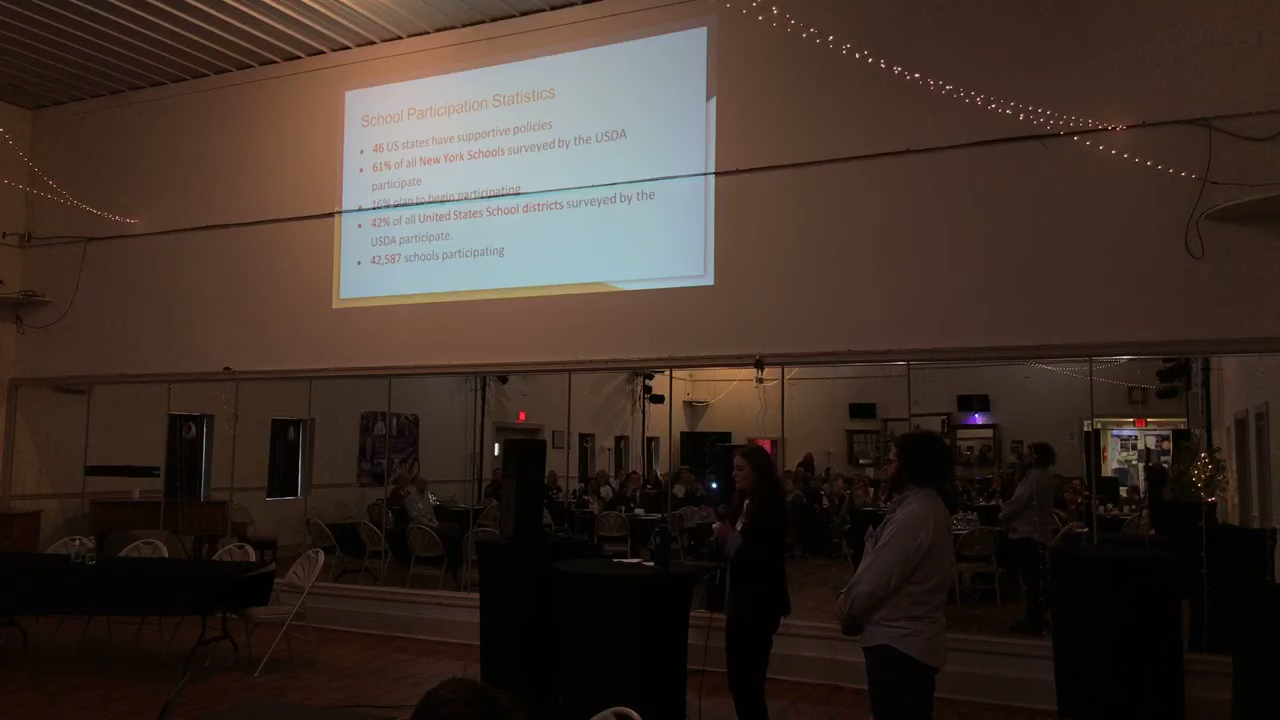 School Participation Statistics
• 46 US states have supportive policies
• 61% of all New York Schools surveyed by the USDA
participate
• 16% plan to begin participating
• 42% of all United States School districts surveyed by the
USDA participate.
• 42,587 schools participating